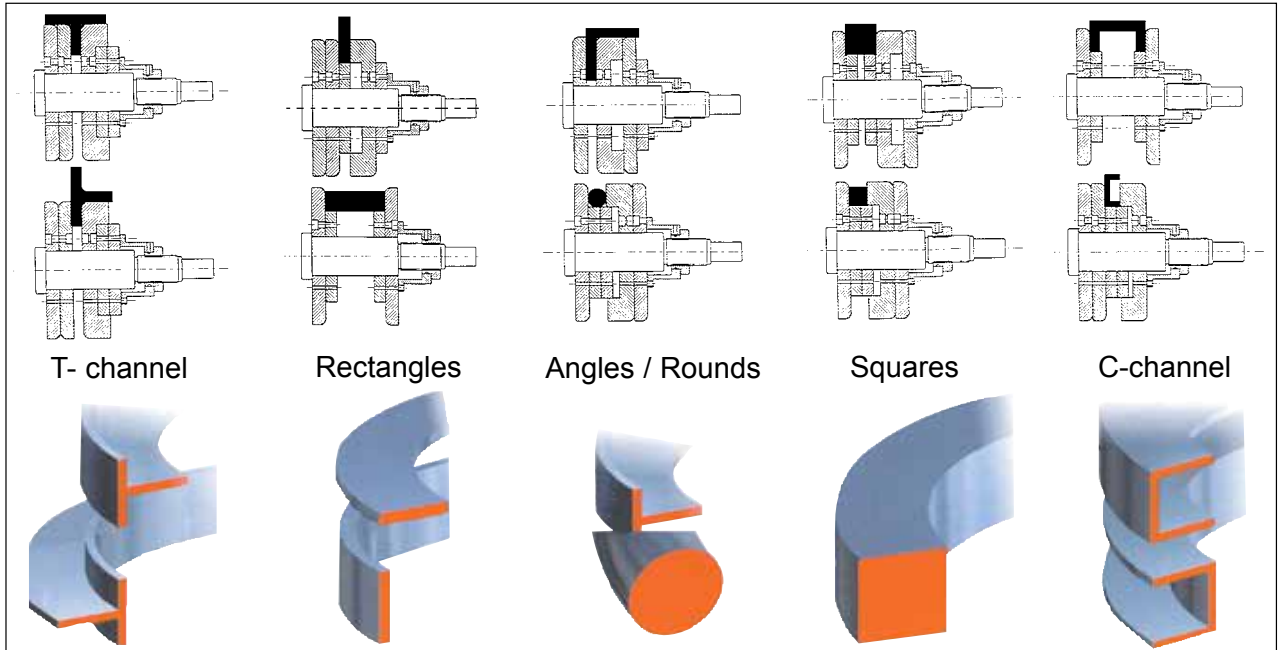 T- channel
Rectangles
Angles / Rounds
Squares
C-channel